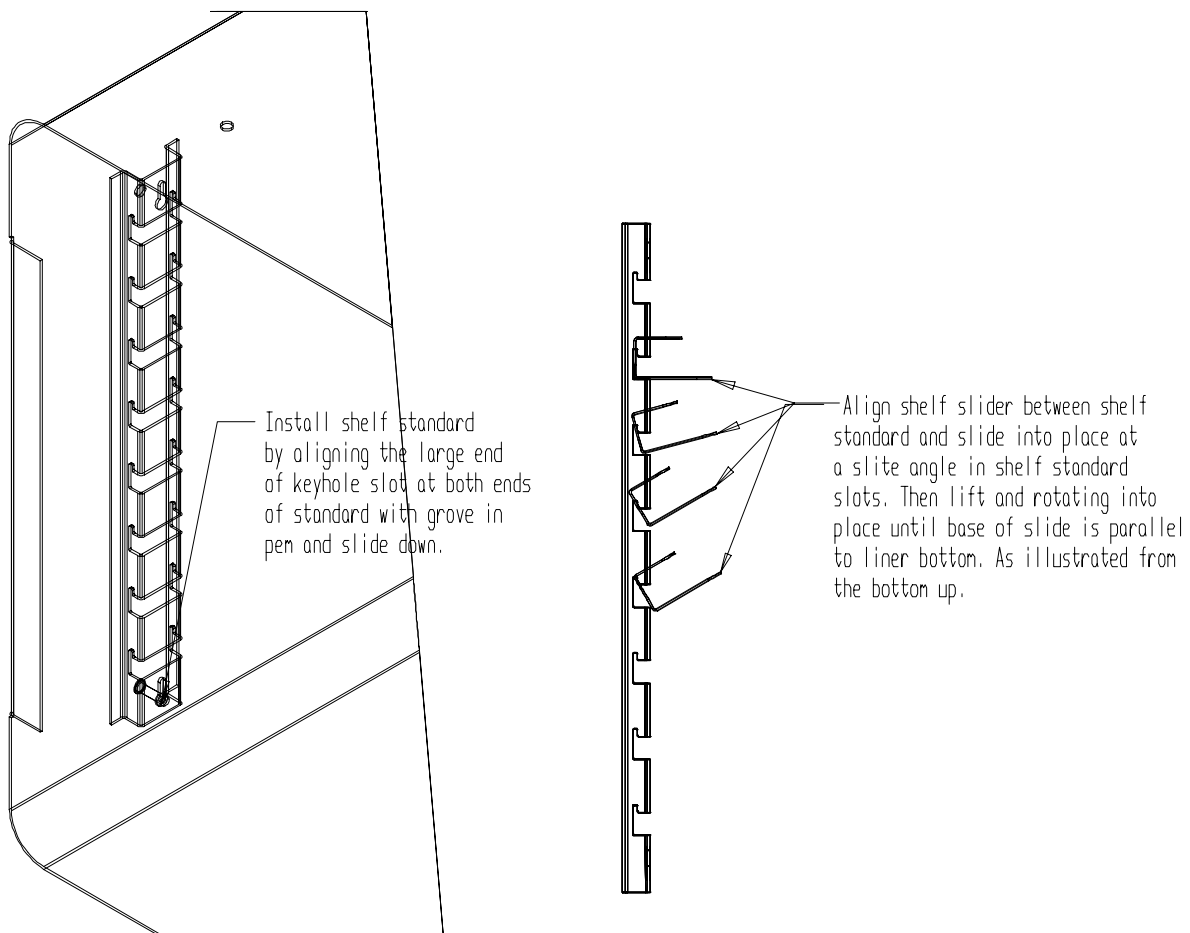 Install shelf standard
by aligning the large end
of keyhole slot at both ends
of standard with grove in
pem and slide down.
Align shelf slider between shelf
standard and slide into place at
a slite angle in shelf standard
slots. Then lift and rotating into
place until base of slide is parallel
to liner bottom. As illustrated from
the bottom up.